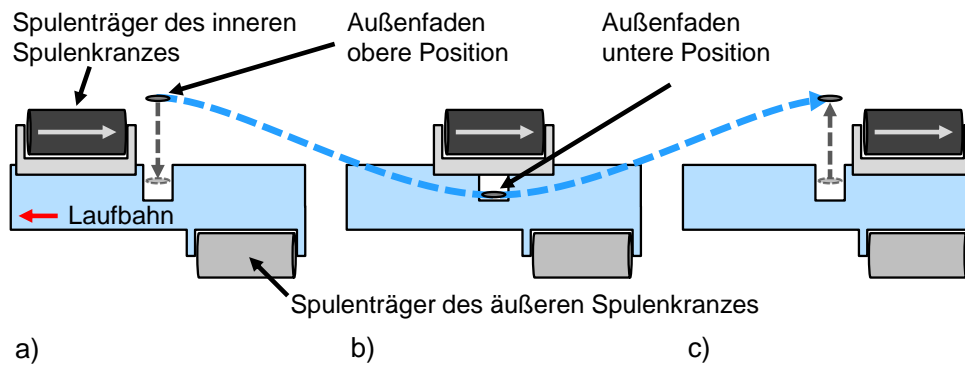 Spulenträger des inneren
Spulenkranzes
Außenfaden
obere Position
Außenfaden
untere Position
Laufbahn
Spulenträger des äußeren Spulenkranzes
a)
b)
c)